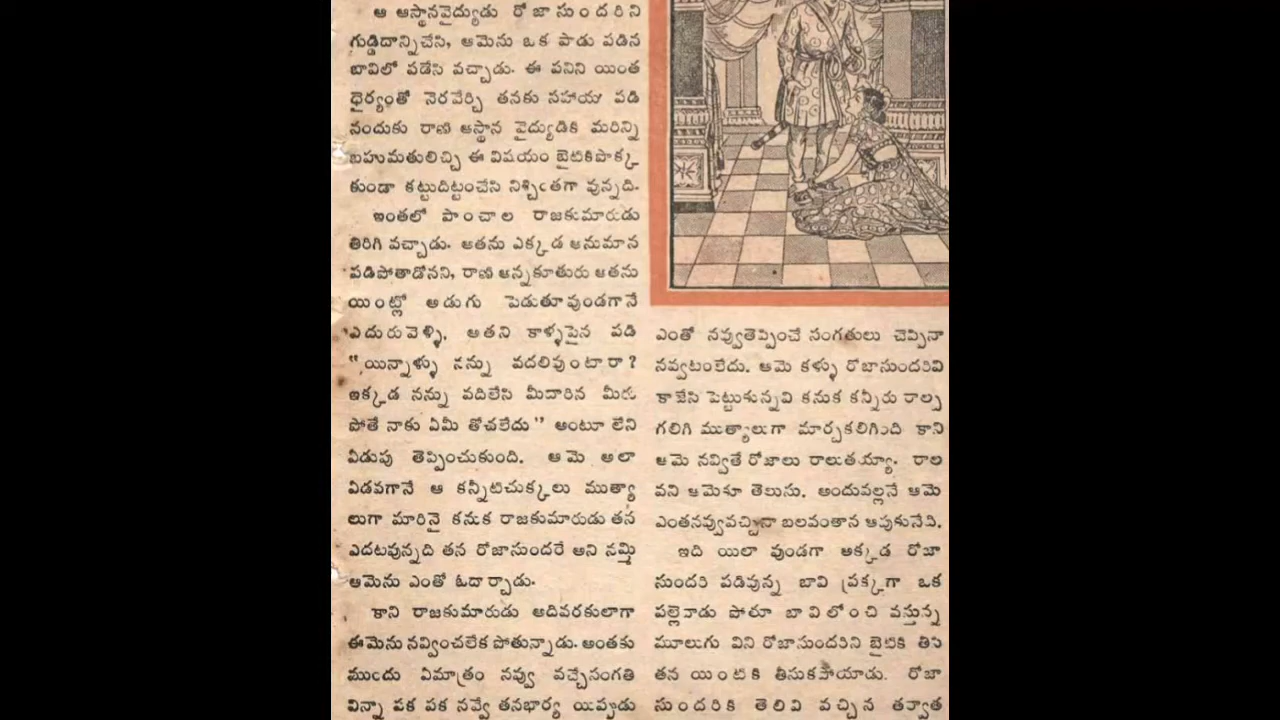 ఆ ఆస్థానవైద్యుడు రోజాసుందరిని
గుడ్డిదాన్నిచేసి, ఆమెను ఒక పాడు పడిన
బావిలో పడేసి వచ్చాడు. ఈ పనిని యింత
ధైర్యంతో నెరవేర్చి తనకు సహాయ పడి
నందుకు రాణి ఆస్థాన వైద్యుడికి మరిన్ని
బహుమతులిచ్చి ఈ విషయం బైటికిపొక్క
కుండా కట్టుదిట్టంచేసి నిశ్చింతగా వున్నది.
ఇంతలో పాంచాల రాజకుమారుడు
తిరిగి వచ్చాడు. అతను ఎక్కడ అనుమాన
పడిపోతాడోనని, రాణి అన్నకూతురు అతను
యింట్లో అడుగు పెడుతూవుండగానే
ఎదురువెళ్ళి, అతని కాళ్ళపైన పడి
“యిన్నాళ్ళు నన్ను వదలివుంటారా?
ఇక్కడ నన్ను వదిలేసి మీదారిన మీరు
పోతే నాకు ఏమీ తోచలేదు” అంటూ లేని
ఏడుపు తెప్పించుకుంది. ఆమె అలా
ఏడవగానే ఆ కన్నీటిచుక్కలు ముత్యా
లుగా మారినై కనుక రాజకుమారుడు తన
ఎదటవున్నది తన రోజాసుందరే అని నమ్మి
ఆమెను ఎంతో ఓదార్చాడు.
కాని రాజకుమారుడు అదివరకులాగా
ఈమెను నవ్వించలేక పోతున్నాడు. అంతకు
ముందు ఏమాత్రం నవ్వు వచ్చేసంగతి
విన్నా పక పక నవ్వే తనభార్య యిప్పుడు
ఎంతో నవ్వుతెప్పించే సంగతులు చెప్పినా
నవ్వటంలేదు. ఆమె కళ్ళు రోజాసుందరివి
కాజేసి పెట్టుకున్నవి కనుక కన్నీరు రాల్ప
గలిగి ముత్యాలుగా మార్చకలిగింది కాని
ఆమె నవ్వితే రోజాలు రాలుతయ్యా. రాల
వని ఆమెకూ తెలుసు. అందువల్లనే ఆమె
ఎంతనవ్వువచ్చినా బలవంతాన ఆపుకునేది.
ఇది యిలా వుండగా అక్కడ రోజా
సుందరి పడివున్న బావి ప్రక్కగా ఒక
పల్లెవాడు పోతూ బావిలోంచి వస్తున్న
మూలుగు విని రోజాసుందరిని బైటికి తీసి
తన యింటికి తీసుకపోయాడు. రోజా
సుందరికి తెలివి వచ్చిన తర్వాత